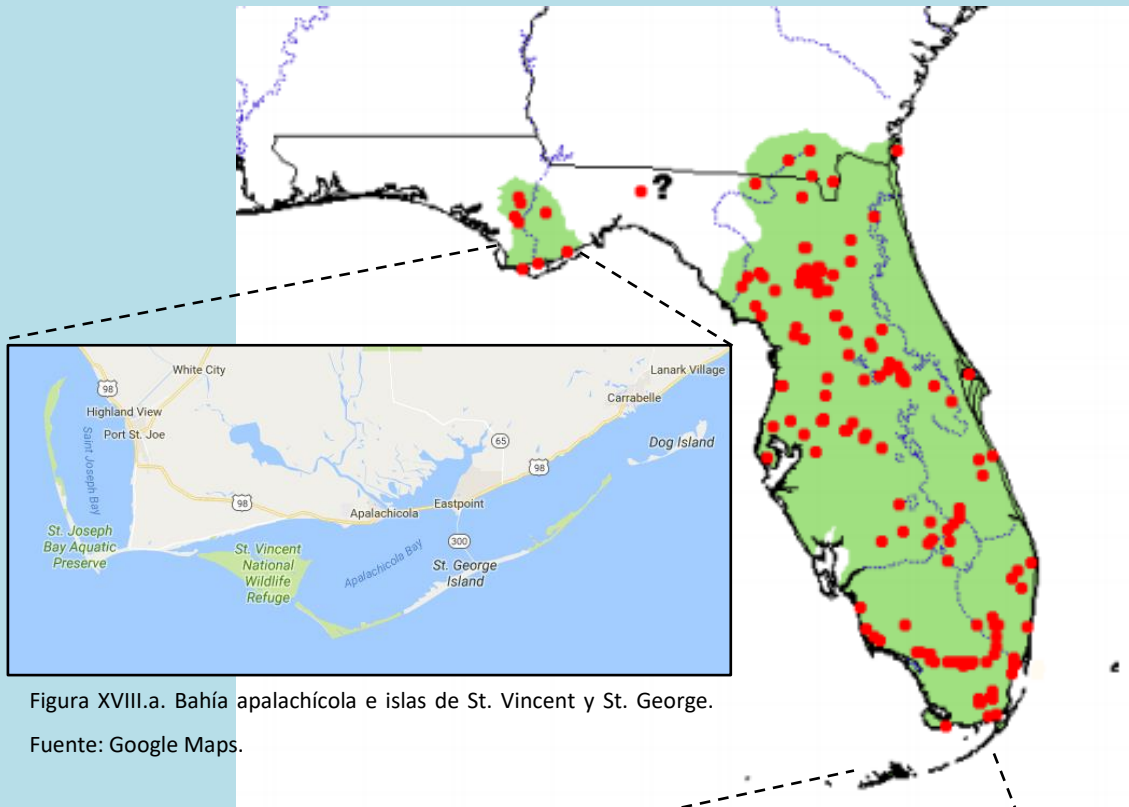 ?
White City
Lanark Village
98
Carrabelle
Highland View
Port St. Joe
Saint Joseph Bay
65
Dog Island
98
98
Eastpoint
Apalachicola
St. Joseph
Bay Aquatic
Preserve
300
St. Vincent
National
Wildlife
Refuge
Apalachicola Bay
St. George
Island
Figura XVIII.a. Bahía apalachícola e islas de St. Vincent y St. George.
Fuente: Google Maps.